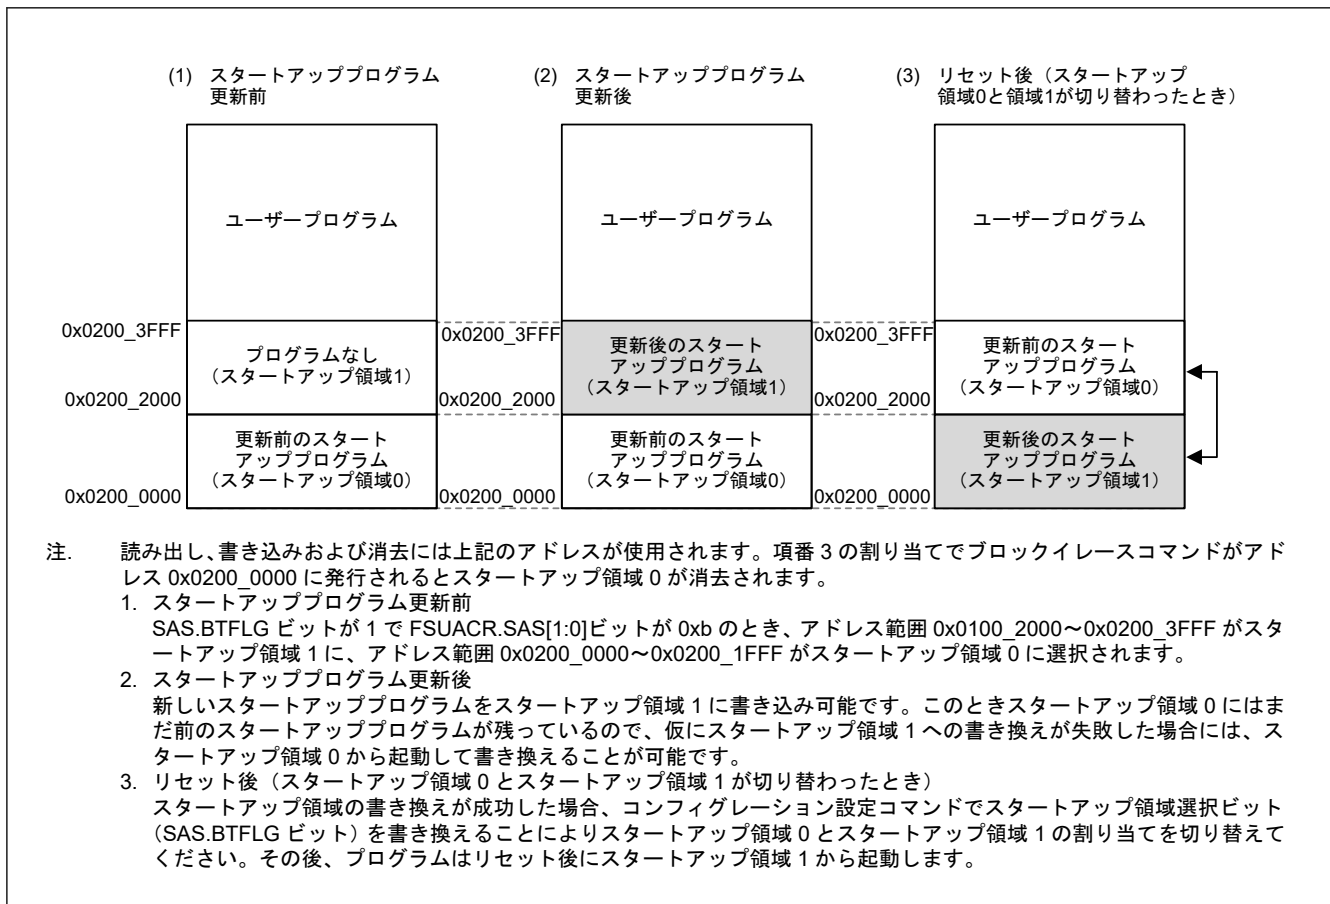 (1) スタートアッププログラム
更新前
(2) スタートアッププログラム
更新後
(3) リセット後（スタートアップ
領域0と領域1が切り替わったとき）
ユーザープログラム
ユーザープログラム
ユーザープログラム
0x0200_3FFF
プログラムなし
（スタートアップ領域1）
0x0200_2000
更新前のスタート
アッププログラム
（スタートアップ領域0）
0x0200_0000
0x0200_3FFF
更新後のスタート
アッププログラム
（スタートアップ領域1）
0x0200_2000
更新前のスタート
アッププログラム
（スタートアップ領域0）
0x0200_0000
0x0200_3FFF
更新前のスタート
アッププログラム
（スタートアップ領域0）
0x0200_2000
更新後のスタート
アッププログラム
（スタートアップ領域1）
0x0200_0000
注. 読み出し、書き込みおよび消去には上記のアドレスが使用されます。項番 3 の割り当てでブロックイレースコマンドがアド
レス 0x0200_0000 に発行されるとスタートアップ領域 0 が消去されます。
1. スタートアッププログラム更新前
SAS.BTFLG ビットが 1 で FSUACR.SAS[1:0]ビットが 0xb のとき、アドレス範囲 0x0100_2000～0x0200_3FFF がスタ
ートアップ領域 1 に、アドレス範囲 0x0200_0000～0x0200_1FFF がスタートアップ領域 0 に選択されます。
2. スタートアッププログラム更新後
新しいスタートアッププログラムをスタートアップ領域 1 に書き込み可能です。このときスタートアップ領域 0 にはま
だ前のスタートアッププログラムが残っているので、仮にスタートアップ領域 1 への書き換えが失敗した場合には、ス
タートアップ領域 0 から起動して書き換えることが可能です。
3. リセット後（スタートアップ領域 0 とスタートアップ領域 1 が切り替わったとき）
スタートアップ領域の書き換えが成功した場合、コンフィグレーション設定コマンドでスタートアップ領域選択ビット
（SAS.BTFLG ビット）を書き換えることによりスタートアップ領域 0 とスタートアップ領域 1 の割り当てを切り替えて
ください。その後、プログラムはリセット後にスタートアップ領域 1 から起動します。